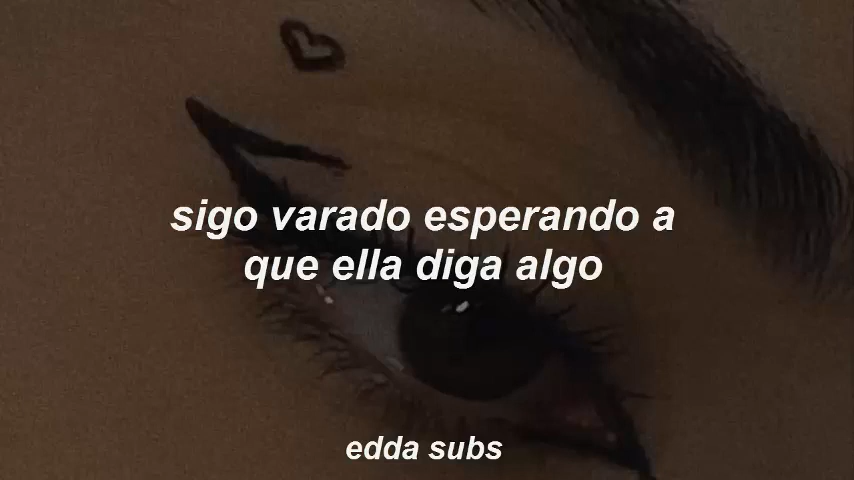 sigo varado esperando a
que ella diga algo
edda subs